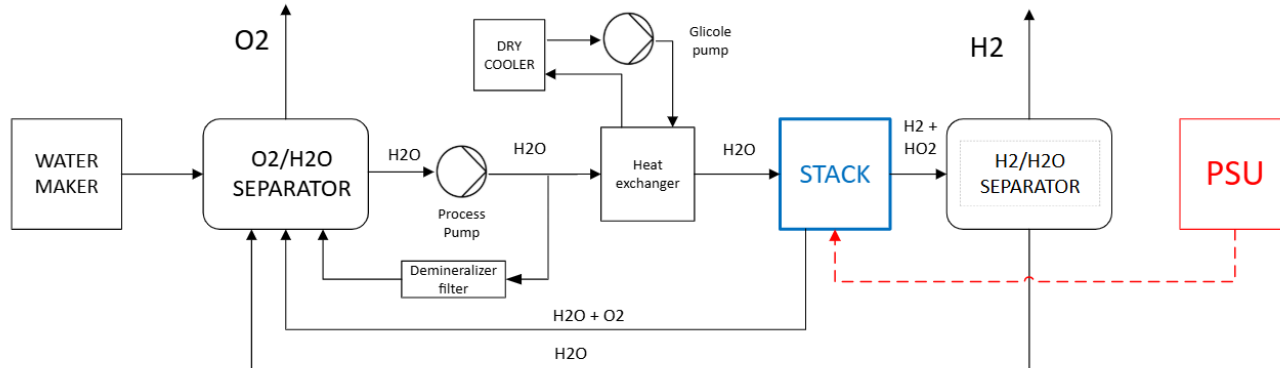 O2
DRY
COOLER
Glicole
pump
H2
WATER
MAKER
O2/H2O
SEPARATOR
H2O
Process
Pump
H2O
Heat
exchanger
H2O
STACK
H2 +
HO2
H2/H2O
SEPARATOR
PSU
Demineralizer
filter
H2O + O2
H2O